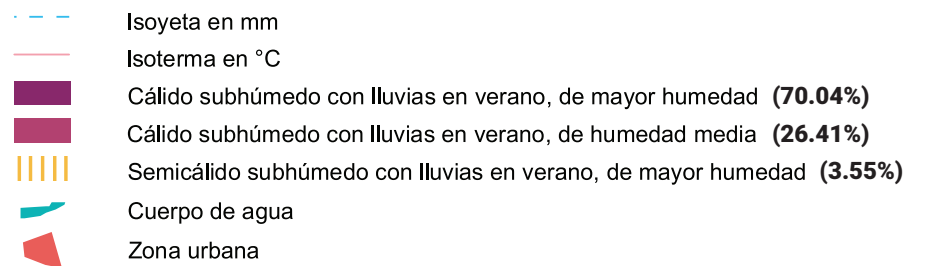 Isoyeta en mm
Isoterma en °C
Cálido subhúmedo con lluvias en verano, de mayor humedad (70.04%)
Cálido subhúmedo con lluvias en verano, de humedad media (26.41%)
Semicálido subhúmedo con lluvias en verano, de mayor humedad (3.55%)
Cuerpo de agua
Zona urbana